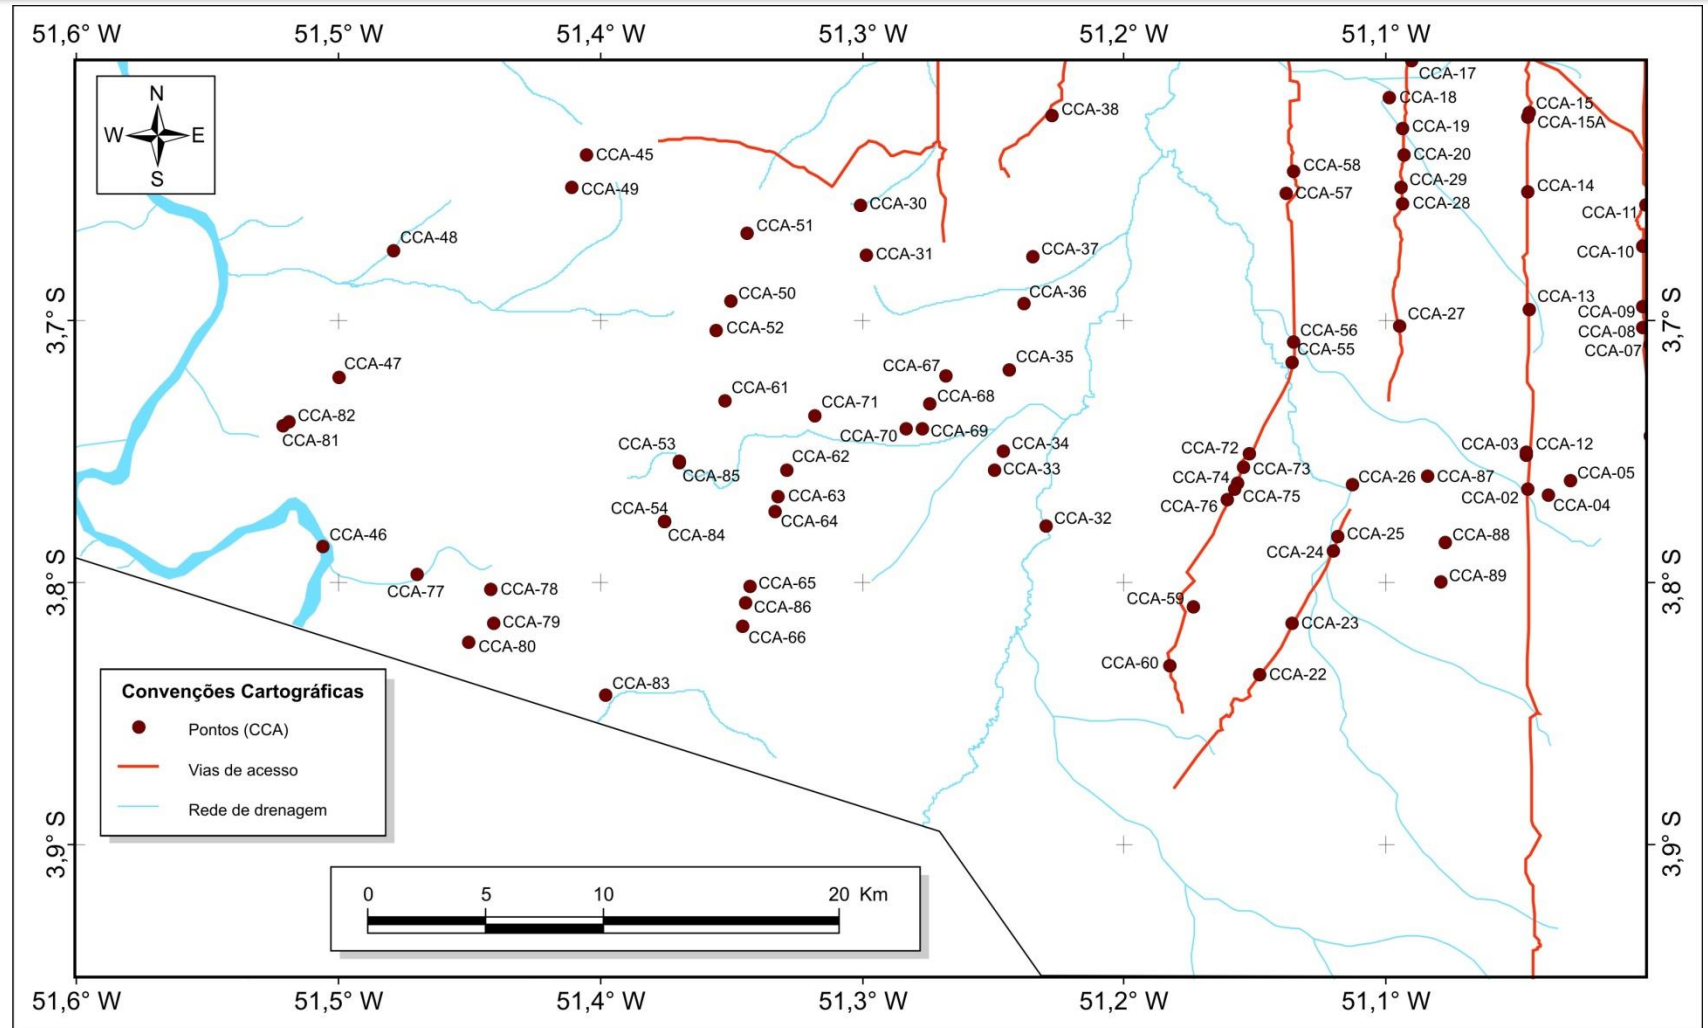 51,6° W 51,5° W 51,4° W 51,3° W 51,2° W 51,1° W
N
W E
S
CCA-17
CCA-18
CCA-38
CCA-15
CCA-15A
CCA-19
CCA-45
CCA-20
CCA-58
CCA-49
CCA-29
CCA-14
CCA-57
CCA-30
CCA-28
CCA-11
CCA-51
CCA-48
CCA-37
CCA-10
CCA-31
CCA-50
CCA-36
CCA-13
3,7° S
3,7° S
CCA-09
CCA-27
CCA-52
CCA-56
CCA-08
CCA-55
CCA-07
CCA-35
CCA-67
CCA-47
CCA-61
CCA-68
CCA-71
CCA-82
CCA-81
CCA-70
CCA-69
CCA-53
CCA-34
CCA-72
CCA-03
CCA-12
CCA-62
CCA-33
CCA-73
CCA-85
CCA-74
CCA-26
CCA-87
CCA-05
CCA-63
CCA-75
CCA-02
CCA-54
CCA-76
CCA-04
CCA-64
CCA-32
CCA-46
CCA-84
CCA-25
CCA-88
CCA-24
3,8° S
3,8° S
CCA-89
CCA-65
CCA-77
CCA-78
CCA-59
CCA-86
CCA-79
CCA-23
CCA-66
CCA-80
CCA-60
CCA-22
CCA-83
Convenções Cartográficas
Pontos (CCA)
Vias de acesso
Rede de drenagem
3,9° S
3,9° S
0 5 10 20 Km
51,6° W 51,5° W 51,4° W 51,3° W 51,2° W 51,1° W